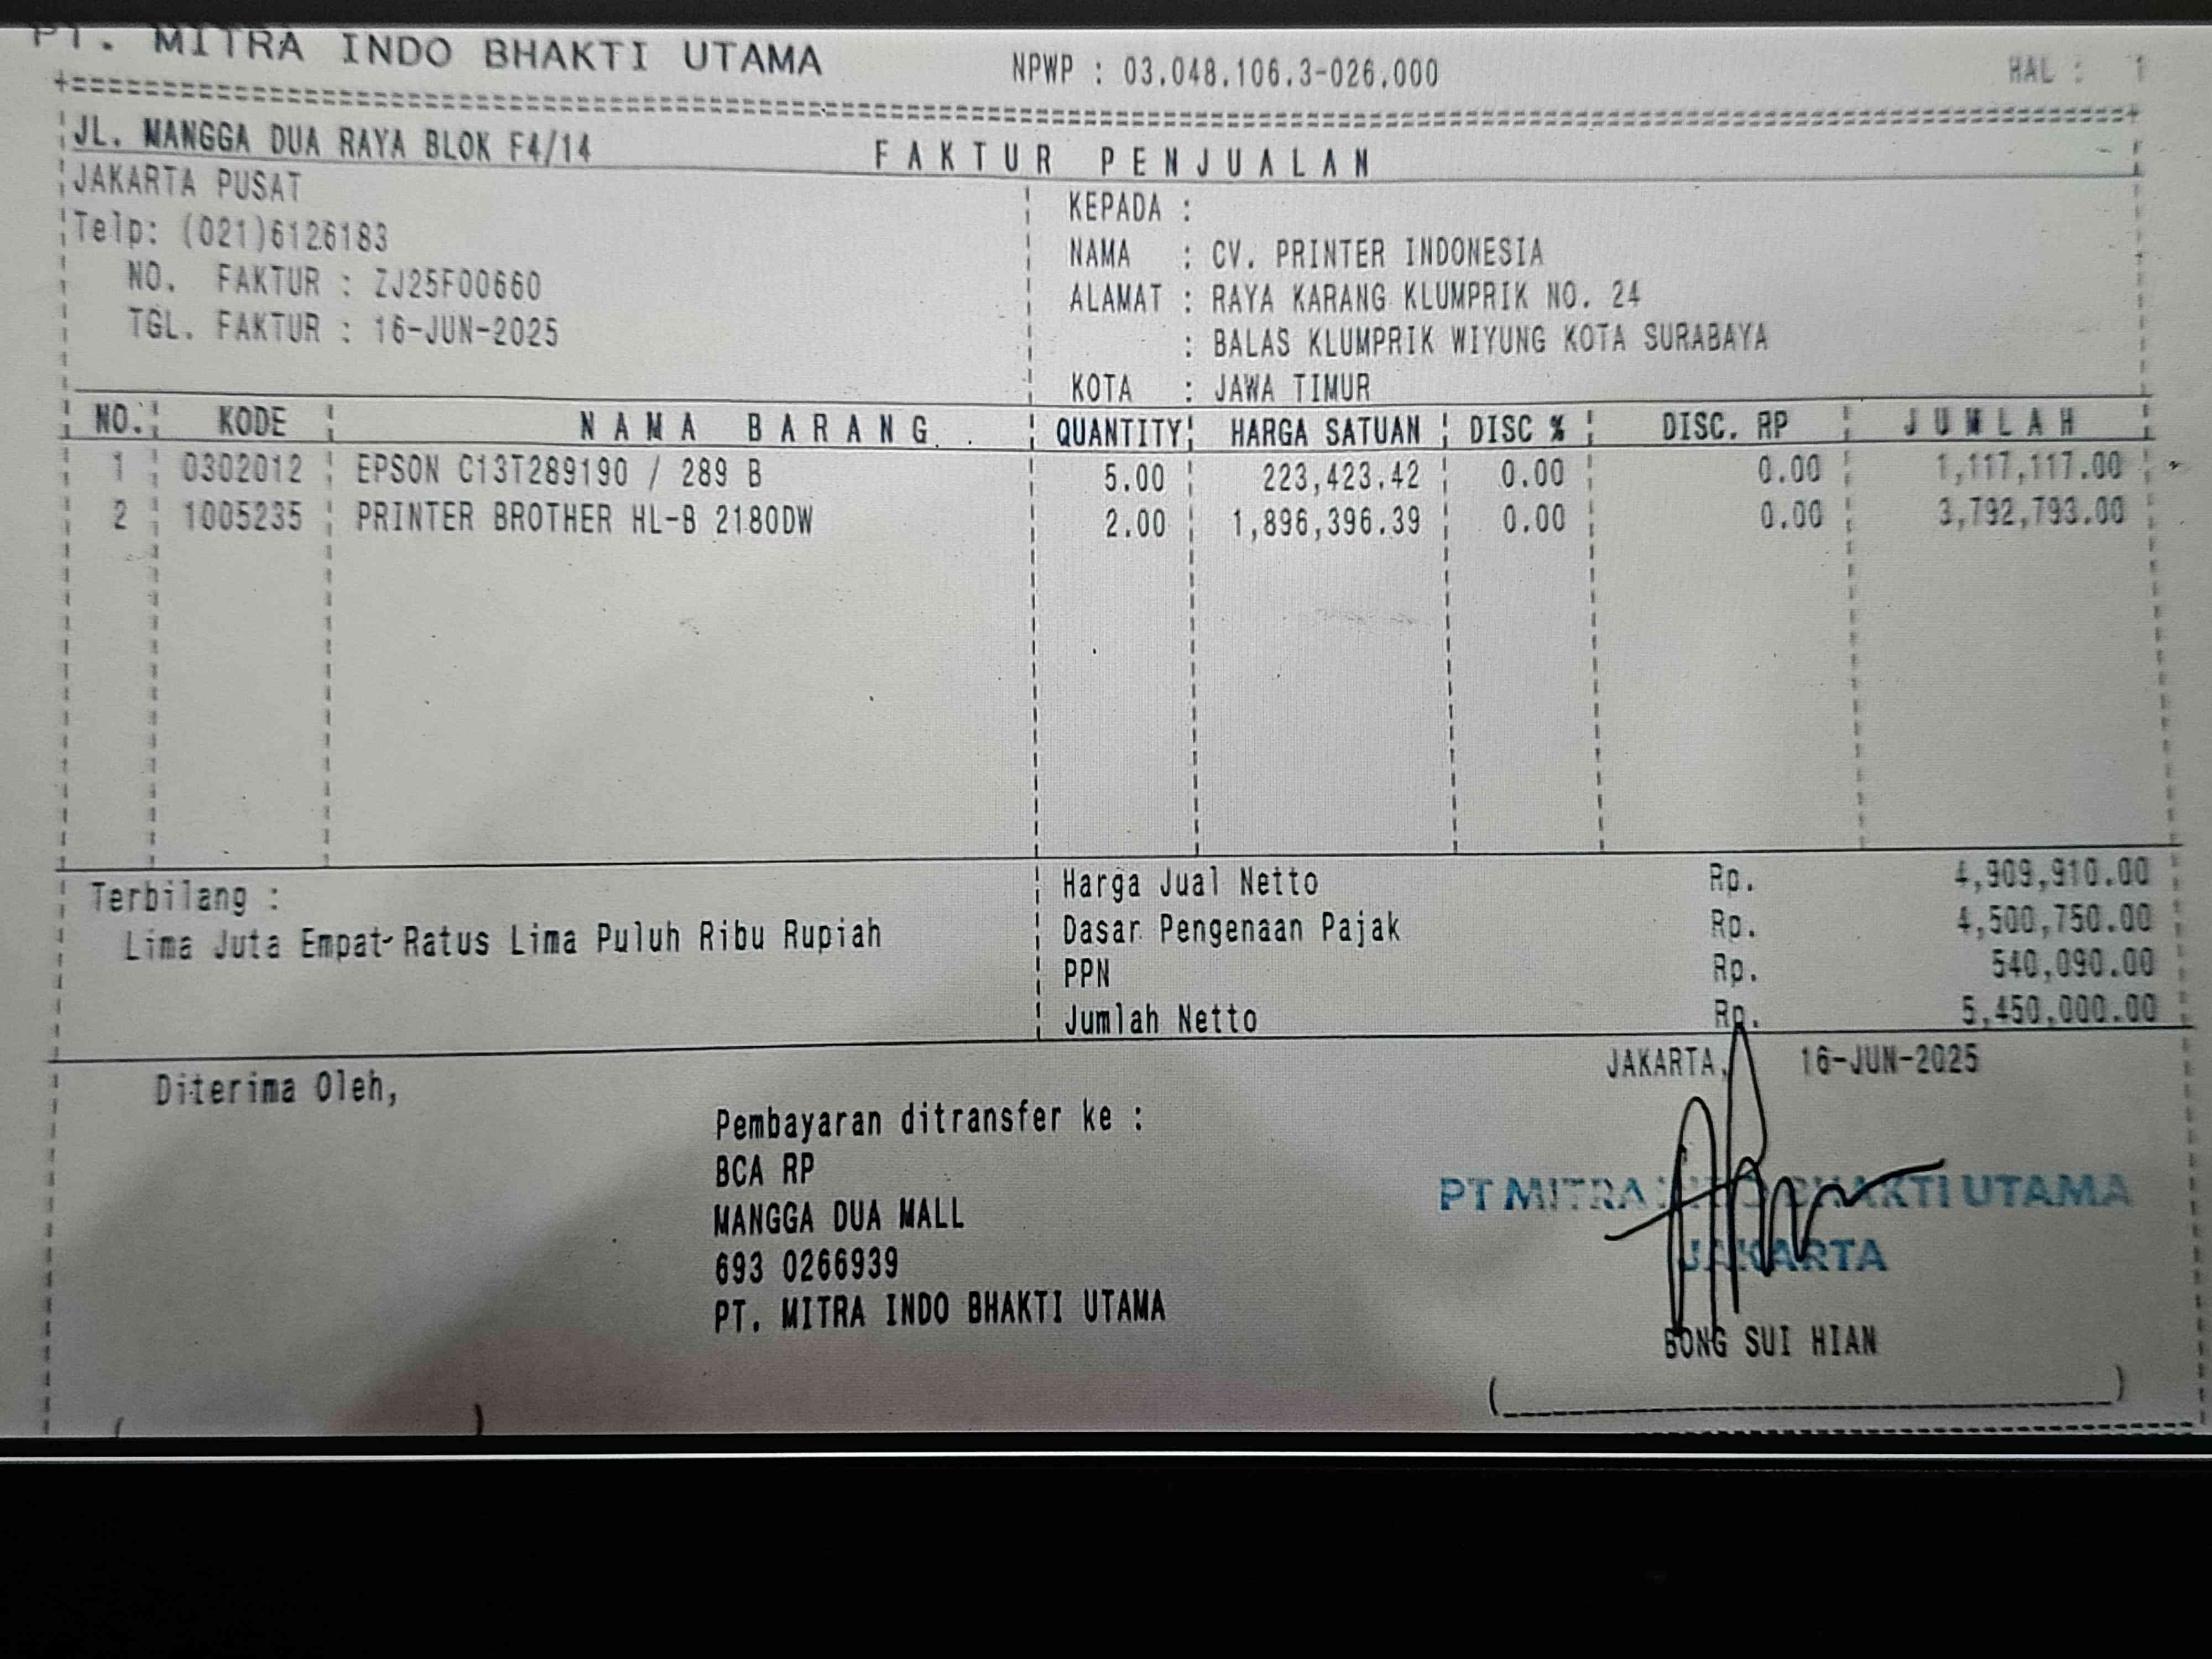 PT. MITRA INDO BHAKTI UTAMA
NPWP : 03.048.106.3-026.000
HAL : 1
JL. MANGGA DUA RAYA BLOK F4/14
FAKTUR PENJUALAN
JAKARTA PUSAT
Telp: (021)6126183
NO. FAKTUR : ZJ25F00660
TGL. FAKTUR : 16-JUN-2025
KEPADA :
NAMA : CV. PRINTER INDONESIA
ALAMAT : RAYA KARANG KLUMPRIK NO. 24
: BALAS KLUMPRIK WIYUNG KOTA SURABAYA
KOTA : JAWA TIMUR
NO. KODE NAMA BARANG QUANTITY HARGA SATUAN DISC % DISC. RP JUMLAH
1 0302012 EPSON C13T289190 / 289 B 5.00 223,423.42 0.00 0.00 1,117,117.00
2 1005235 PRINTER BROTHER HL-B 2180DW 2.00 1,896,396.39 0.00 0.00 3,792,793.00
Terbilang :
Lima Juta Empat Ratus Lima Puluh Ribu Rupiah
Harga Jual Netto Rp. 4,909,910.00
Dasar Pengenaan Pajak Rp. 4,500,750.00
PPN Rp. 540,090.00
Jumlah Netto Rp. 5,450,000.00
Diterima Oleh,
Pembayaran ditransfer ke :
BCA RP
MANGGA DUA MALL
693 0266939
PT. MITRA INDO BHAKTI UTAMA
JAKARTA, 16-JUN-2025
PT MITRA INDO BHAKTI UTAMA
JAKARTA
BONG SUI HIAN